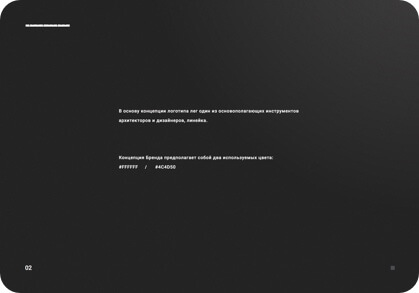 В основу концепции логотипа лег один из основополагающих инструментов
архитекторов и дизайнеров, линейка.
Концепция Бренда предполагает собой два используемых цвета:
#FFFFFF / #4C4D50
02